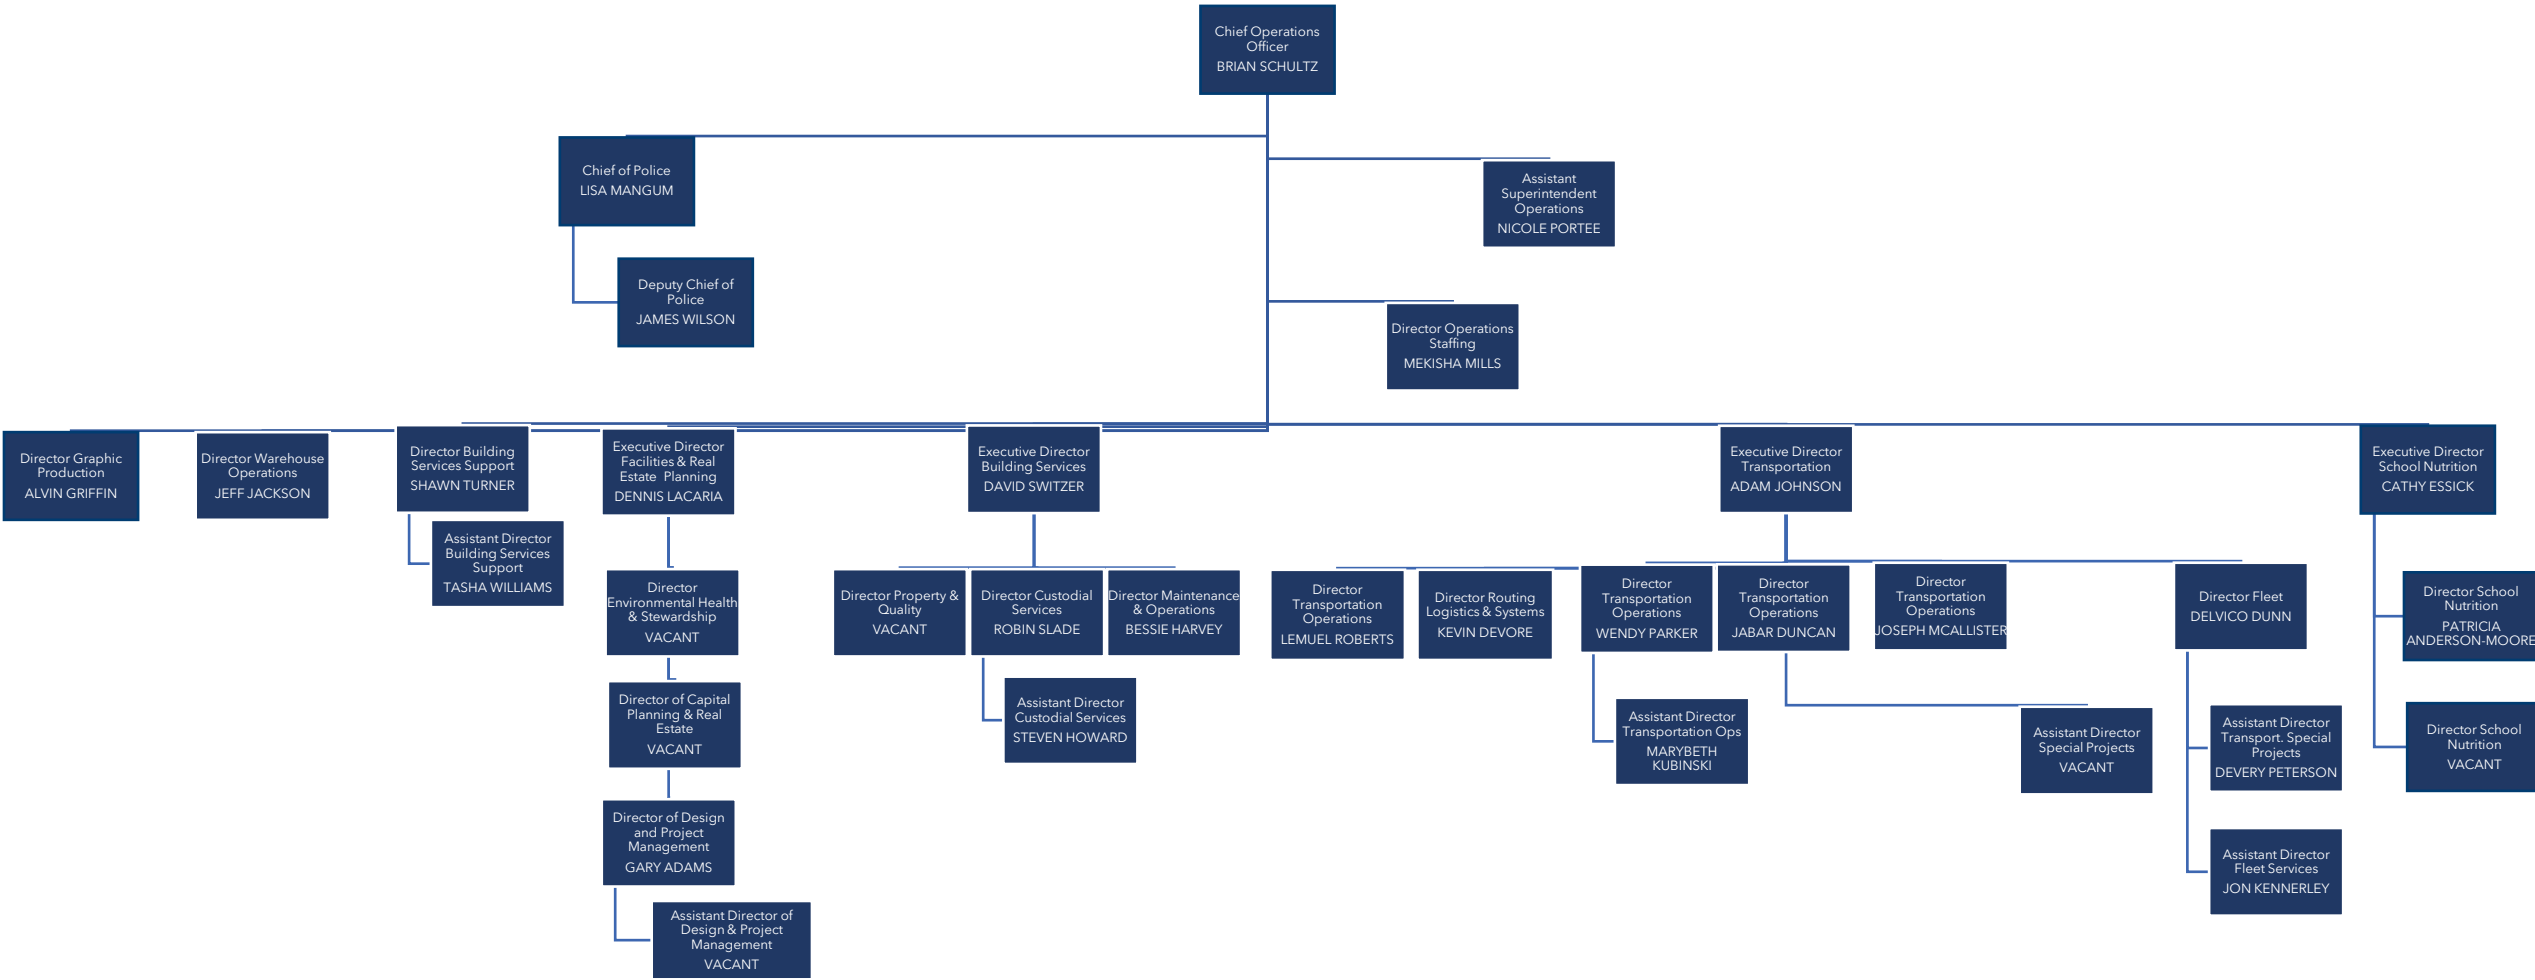 Chief Operations
Officer
BRIAN SCHULTZ
Chief of Police
LISA MANGUM
Assistant
Superintendent
Operations
NICOLE PORTEE
Deputy Chief of
Police
JAMES WILSON
Director Operations
Staffing
MEKISHA MILLS
Director Graphic
Production
ALVIN GRIFFIN
Director Warehouse
Operations
JEFF JACKSON
Director Building
Services Support
SHAWN TURNER
Assistant Director
Building Services
Support
TASHA WILLIAMS
Executive Director
Facilities & Real
Estate Planning
DENNIS LACARIA
Director
Environmental Health
& Stewardship
VACANT
Director of Capital
Planning & Real
Estate
VACANT
Director of Design
and Project
Management
GARY ADAMS
Assistant Director of
Design & Project
Management
VACANT
Executive Director
Building Services
DAVID SWITZER
Director Property &
Quality
VACANT
Director Custodial
Services
ROBIN SLADE
Director Maintenance
& Operations
BESSIE HARVEY
Assistant Director
Custodial Services
STEVEN HOWARD
Executive Director
Transportation
ADAM JOHNSON
Director
Transportation
Operations
LEMUEL ROBERTS
Director Routing
Logistics & Systems
KEVIN DEVORE
Director
Transportation
Operations
WENDY PARKER
Director
Transportation
Operations
JABAR DUNCAN
Director
Transportation
Operations
JOSEPH MCALLISTER
Director Fleet
DELVICO DUNN
Assistant Director
Transportation Ops
MARYBETH
KUBINSKI
Assistant Director
Special Projects
VACANT
Assistant Director
Transport. Special
Projects
DEVERY PETERSON
Assistant Director
Fleet Services
JON KENNERLEY
Executive Director
School Nutrition
CATHY ESSICK
Director School
Nutrition
PATRICIA
ANDERSON-MOORE
Director School
Nutrition
VACANT